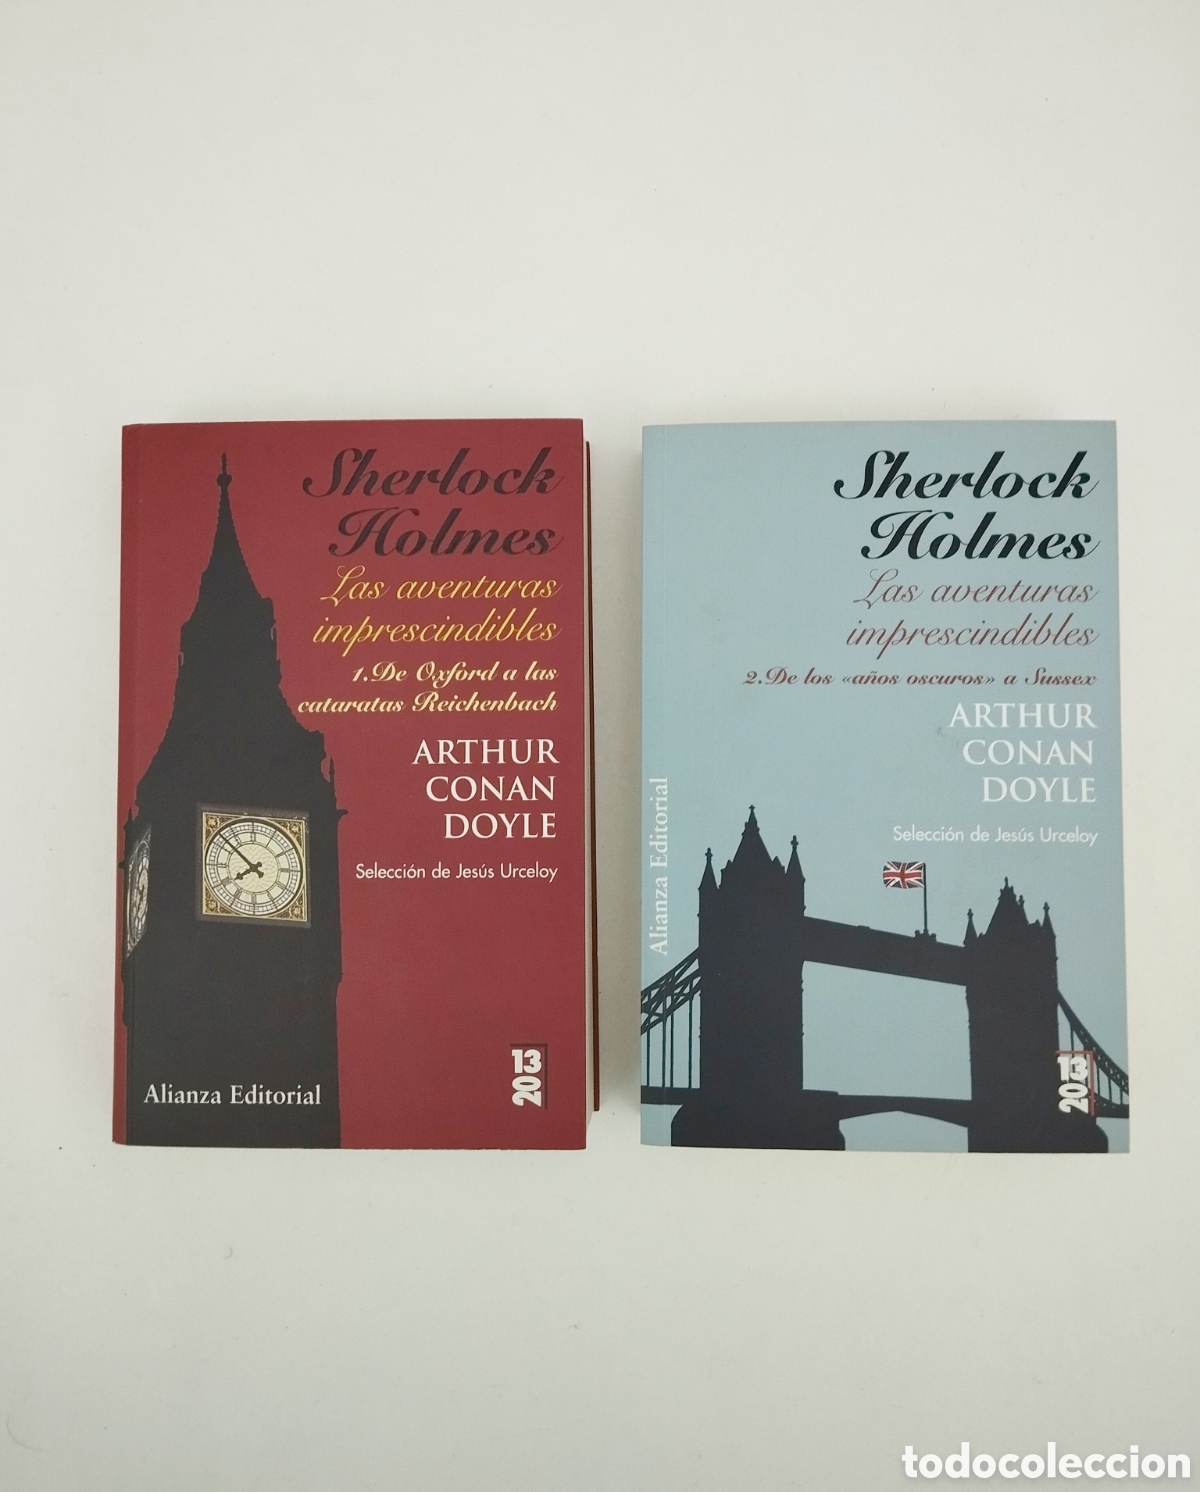 Sherlock
Holmes
Las aventuras
imprescindibles
1. De Oxford a las
cataratas Reichenbach
ARTHUR
CONAN
DOYLE
Selección de Jesús Urceloy
Alianza Editorial
13
20
Sherlock
Holmes
Las aventuras
imprescindibles
2. De los «años oscuros» a Sussex
ARTHUR
CONAN
DOYLE
Selección de Jesús Urceloy
Alianza Editorial
13
20
todocoleccion